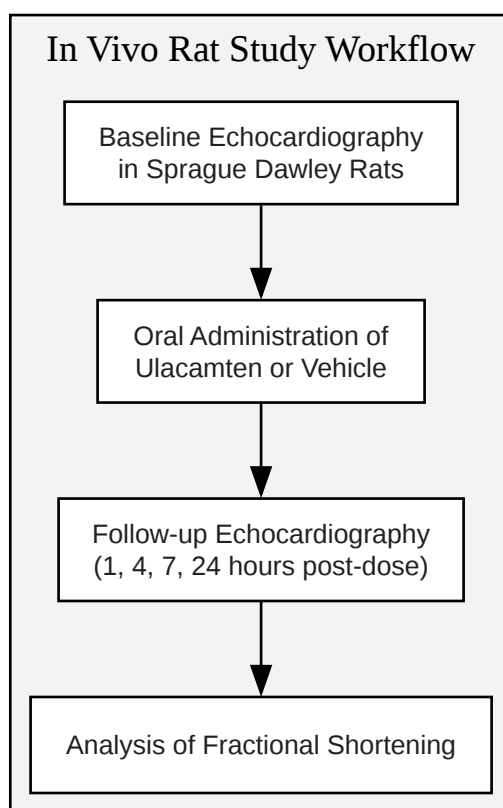 In Vivo Rat Study Workflow
Baseline Echocardiography
in Sprague Dawley Rats
Oral Administration of
Ulacamten or Vehicle
Follow-up Echocardiography
(1, 4, 7, 24 hours post-dose)
Analysis of Fractional Shortening